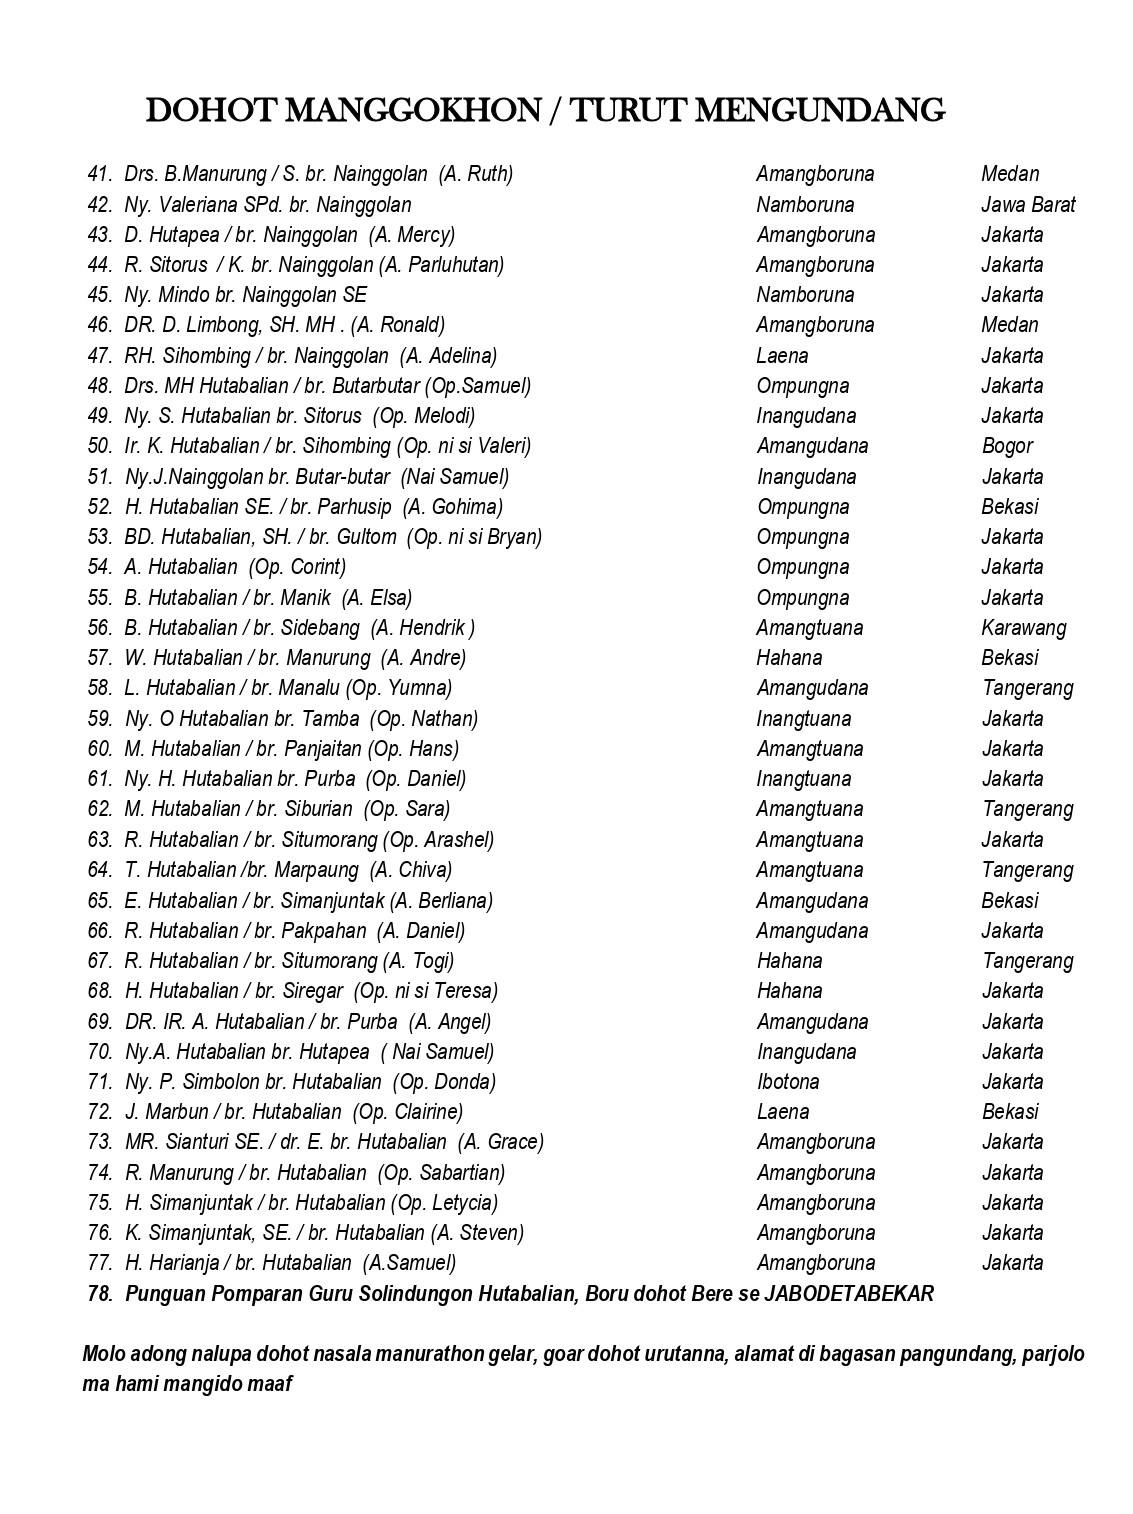 DOHOT MANGGOKHON / TURUT MENGUNDANG
41. Drs. B.Manurung / S. br. Nainggolan (A. Ruth) Amangboruna Medan
42. Ny. Valeriana SPd. br. Nainggolan Namboruna Jawa Barat
43. D. Hutapea / br. Nainggolan (A. Mercy) Amangboruna Jakarta
44. R. Sitorus / K. br. Nainggolan (A. Parluhutan) Amangboruna Jakarta
45. Ny. Mindo br. Nainggolan SE Namboruna Jakarta
46. DR. D. Limbong, SH. MH . (A. Ronald) Amangboruna Medan
47. RH. Sihombing / br. Nainggolan (A. Adelina) Laena Jakarta
48. Drs. MH Hutabalian / br. Butarbutar (Op.Samuel) Ompungna Jakarta
49. Ny. S. Hutabalian br. Sitorus (Op. Melodi) Inangudana Jakarta
50. Ir. K. Hutabalian / br. Sihombing (Op. ni si Valeri) Amangudana Bogor
51. Ny.J.Nainggolan br. Butar-butar (Nai Samuel) Inangudana Jakarta
52. H. Hutabalian SE. / br. Parhusip (A. Gohima) Ompungna Bekasi
53. BD. Hutabalian, SH. / br. Gultom (Op. ni si Bryan) Ompungna Jakarta
54. A. Hutabalian (Op. Corint) Ompungna Jakarta
55. B. Hutabalian / br. Manik (A. Elsa) Ompungna Jakarta
56. B. Hutabalian / br. Sidebang (A. Hendrik ) Amangtuana Karawang
57. W. Hutabalian / br. Manurung (A. Andre) Hahana Bekasi
58. L. Hutabalian / br. Manalu (Op. Yumna) Amangudana Tangerang
59. Ny. O Hutabalian br. Tamba (Op. Nathan) Inangtuana Jakarta
60. M. Hutabalian / br. Panjaitan (Op. Hans) Amangtuana Jakarta
61. Ny. H. Hutabalian br. Purba (Op. Daniel) Inangtuana Jakarta
62. M. Hutabalian / br. Siburian (Op. Sara) Amangtuana Tangerang
63. R. Hutabalian / br. Situmorang (Op. Arashel) Amangtuana Jakarta
64. T. Hutabalian /br. Marpaung (A. Chiva) Amangtuana Tangerang
65. E. Hutabalian / br. Simanjuntak (A. Berliana) Amangudana Bekasi
66. R. Hutabalian / br. Pakpahan (A. Daniel) Amangudana Jakarta
67. R. Hutabalian / br. Situmorang (A. Togi) Hahana Tangerang
68. H. Hutabalian / br. Siregar (Op. ni si Teresa) Hahana Jakarta
69. DR. IR. A. Hutabalian / br. Purba (A. Angel) Amangudana Jakarta
70. Ny.A. Hutabalian br. Hutapea ( Nai Samuel) Inangudana Jakarta
71. Ny. P. Simbolon br. Hutabalian (Op. Donda) Ibotona Jakarta
72. J. Marbun / br. Hutabalian (Op. Clairine) Laena Bekasi
73. MR. Sianturi SE. / dr. E. br. Hutabalian (A. Grace) Amangboruna Jakarta
74. R. Manurung / br. Hutabalian (Op. Sabartian) Amangboruna Jakarta
75. H. Simanjuntak / br. Hutabalian (Op. Letycia) Amangboruna Jakarta
76. K. Simanjuntak, SE. / br. Hutabalian (A. Steven) Amangboruna Jakarta
77. H. Harianja / br. Hutabalian (A.Samuel) Amangboruna Jakarta
78. Punguan Pomparan Guru Solindungon Hutabalian, Boru dohot Bere se JABODETABEKAR
Molo adong nalupa dohot nasala manurathon gelar, goar dohot urutanna, alamat di bagasan pangundang, parjolo
ma hami mangido maaf